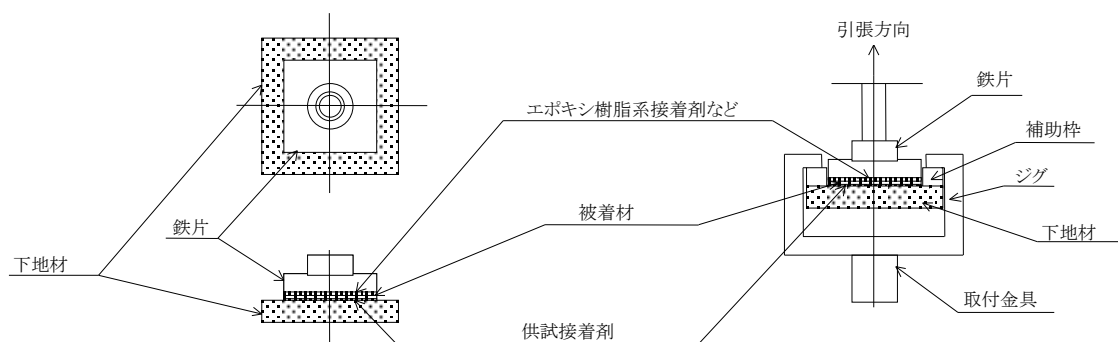 引張方向
鉄片
エポキシ樹脂系接着剤など
補助枠
ジグ
被着材
鉄片
下地材
下地材
取付金具
供試接着剤